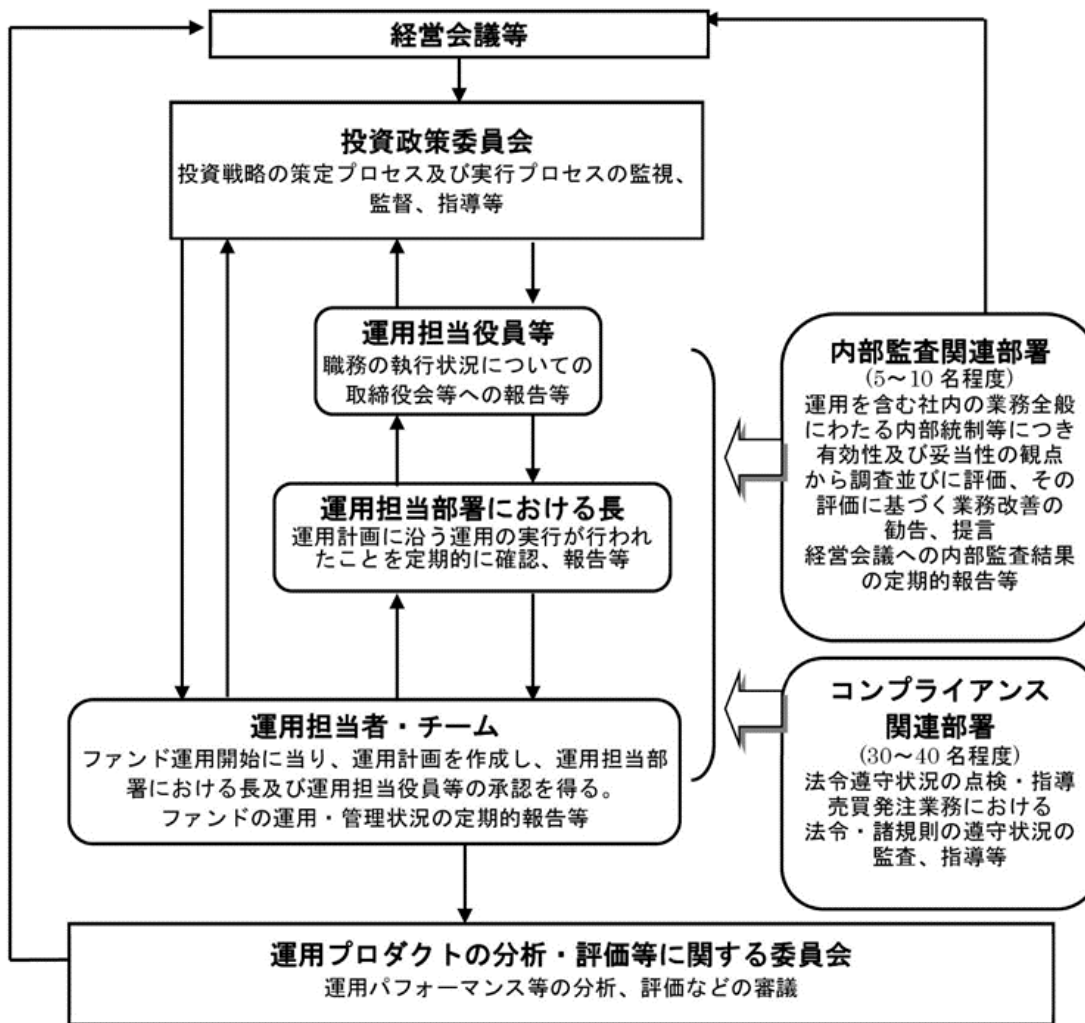 経営会議等
投資政策委員会
投資戦略の策定プロセス及び実行プロセスの監視、
監督、指導等
運用担当役員等
職務の執行状況についての
取締役会等への報告等
運用担当部署における長
運用計画に沿う運用の実行が行われ
たことを定期的に確認、報告等
運用担当者・チーム
ファンド運用開始に当り、運用計画を作成し、運用担当部
署における長及び運用担当役員等の承認を得る。
ファンドの運用・管理状況の定期的報告等
内部監査関連部署
(5～10 名程度)
運用を含む社内の業務全般
にわたる内部統制等につき
有効性及び妥当性の観点
から調査並びに評価、その
評価に基づく業務改善の
勧告、提言
経営会議への内部監査結果
の定期的報告等
コンプライアンス
関連部署
(30～40 名程度)
法令遵守状況の点検・指導
売買発注業務における
法令・諸規則の遵守状況の
監査、指導等
運用プロダクトの分析・評価等に関する委員会
運用パフォーマンス等の分析、評価などの審議